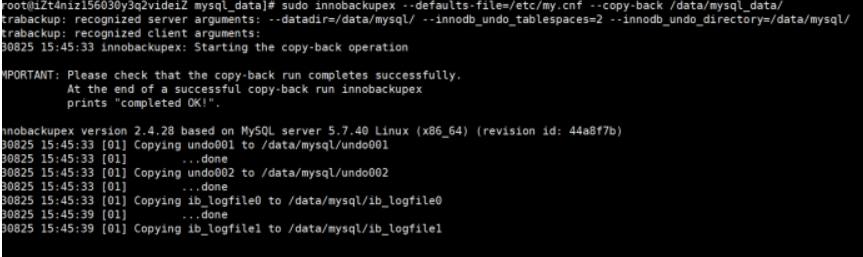 root@iZt4niz156030y3q2videiZ mysql_data]# sudo innobackupex --defaults-file=/etc/my.cnf --copy-back /data/mysql_data/
trabackup: recognized server arguments: --datadir=/data/mysql/ --innodb_undo_tablespaces=2 --innodb_undo_directory=/data/mysql/
trabackup: recognized client arguments:
30825 15:45:33 innobackupex: Starting the copy-back operation
MPORTANT: Please check that the copy-back run completes successfully.
At the end of a successful copy-back run innobackupex
prints "completed OK!".
nnobackupex version 2.4.28 based on MySQL server 5.7.40 Linux (x86_64) (revision id: 44a8f7b)
30825 15:45:33 [01] Copying undo001 to /data/mysql/undo001
30825 15:45:33 [01] ...done
30825 15:45:33 [01] Copying undo002 to /data/mysql/undo002
30825 15:45:33 [01] ...done
30825 15:45:33 [01] Copying ib_logfile0 to /data/mysql/ib_logfile0
30825 15:45:39 [01] ...done
30825 15:45:39 [01] Copying ib_logfile1 to /data/mysql/ib_logfile1